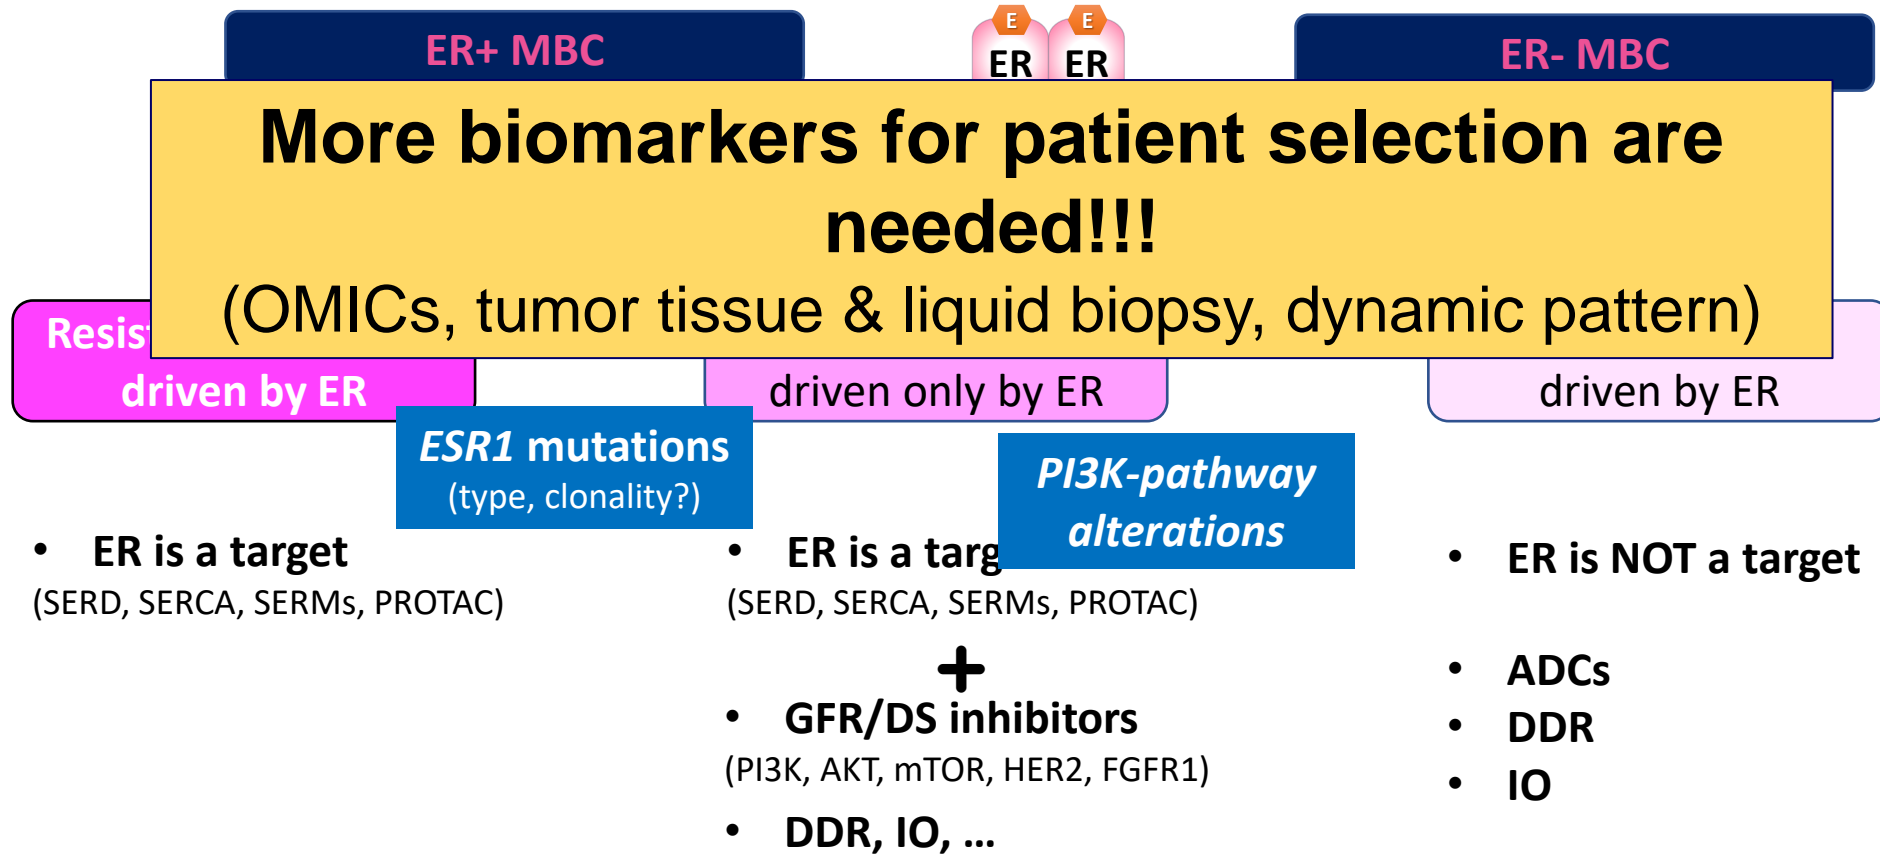 ER+ MBC
E E
ER ER
ER- MBC
More biomarkers for patient selection are
needed!!!
(OMICs, tumor tissue & liquid biopsy, dynamic pattern)
driven by ER
driven only by ER
driven by ER
ESR1 mutations
(type, clonality?)
PI3K-pathway
alterations
• ER is a target
(SERD, SERCA, SERMs, PROTAC)
• ER is a
(SERD, SERCA, SERMs, PROTAC)
+
• GFR/DS inhibitors
(PI3K, AKT, mTOR, HER2, FGFR1)
• DDR, IO, ...
• ER is NOT a target
• ADCs
• DDR
• IO